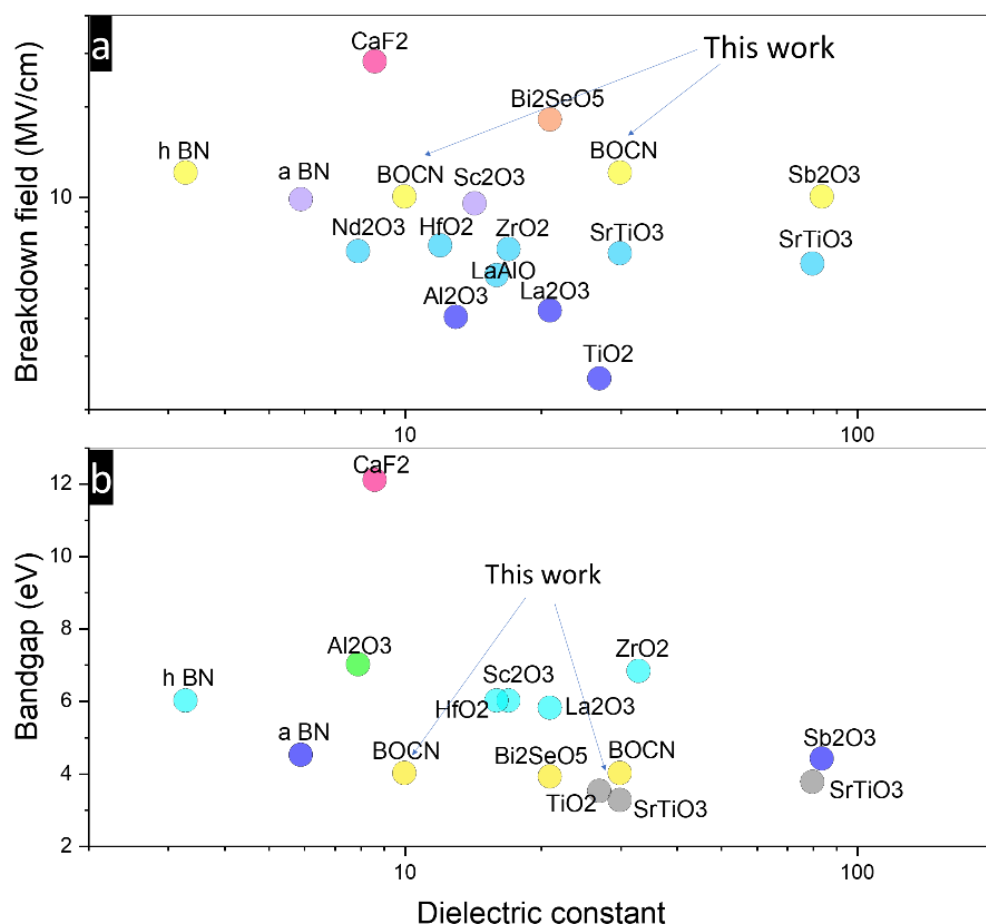 a
CaF2
This work
Bi2SeO5
h BN
a BN
BOCN
Sc2O3
BOCN
Sb2O3
Nd2O3
HfO2
ZrO2
SrTiO3
SrTiO3
LaAlO
Al2O3
La2O3
TiO2
Breakdown field (MV/cm)
10
10
100
b
CaF2
This work
Al2O3
ZrO2
h BN
Sc2O3
HfO2
La2O3
a BN
BOCN
Bi2SeO5
BOCN
Sb2O3
TiO2
SrTiO3
SrTiO3
Bandgap (eV)
12
10
8
6
4
2
10
100
Dielectric constant